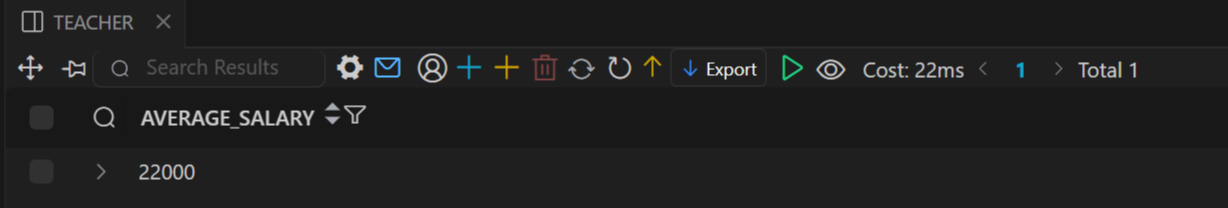 TEACHER
Search Results
Export
Cost: 22ms
1
Total 1
AVERAGE_SALARY
22000